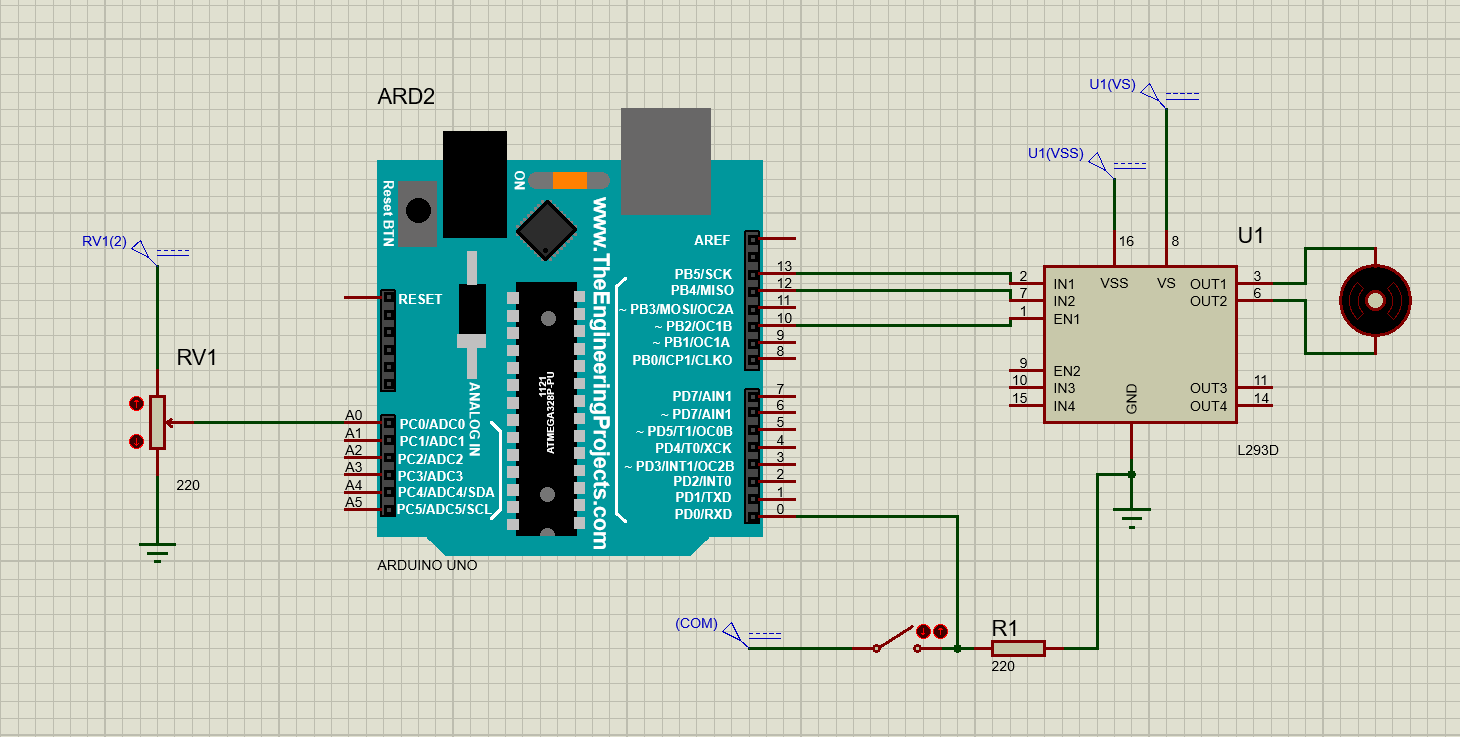 ARD2
U1(VS)
U1(VSS)
RV1(2)
Reset BTN
ON
www.TheEngineeringProjects.com
AREF
16
8
U1
RESET
PB5/SCK
13
PB4/MISO
12
~ PB3/MOSI/OC2A
11
~ PB2/OC1B
10
~ PB1/OC1A
9
PB0/ICP1/CLKO
8
2
IN1
VSS
VS
OUT1
3
7
IN2
OUT2
6
1
EN1
RV1
1121
ATMEGA328P-PU
ANALOG IN
9
EN2
10
IN3
OUT3
11
15
IN4
GND
OUT4
14
PD7/AIN1
7
~ PD7/AIN1
6
~ PD5/T1/OC0B
5
PD4/T0/XCK
4
~ PD3/INT1/OC2B
3
PD2/INT0
2
PD1/TXD
1
PD0/RXD
0
A0
PC0/ADC0
A1
PC1/ADC1
A2
PC2/ADC2
A3
PC3/ADC3
A4
PC4/ADC4/SDA
A5
PC5/ADC5/SCL
L293D
220
ARDUINO UNO
(COM)
R1
220